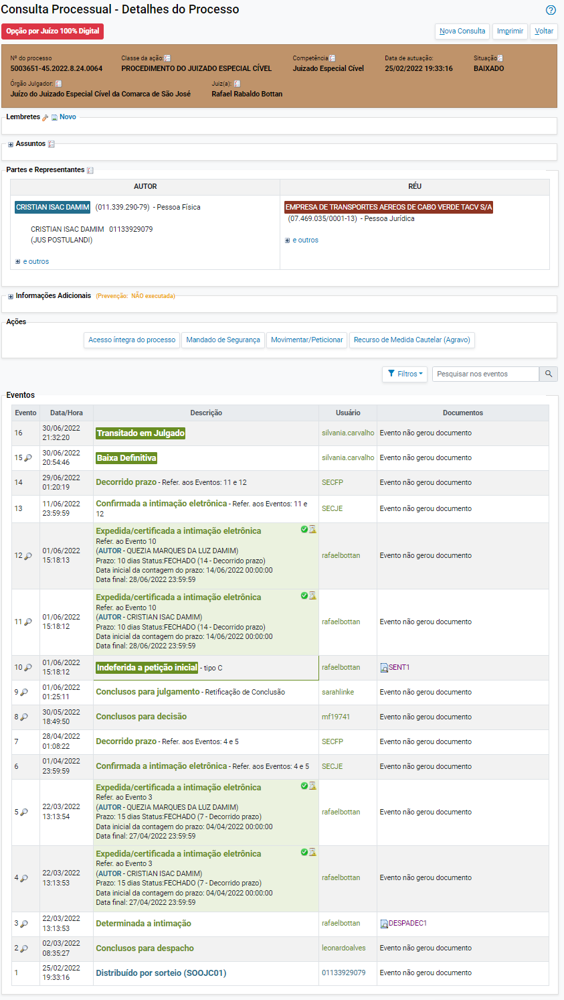 Consulta Processual - Detalhes do Processo
Opção por Juízo 100% Digital
Nova Consulta Imprimir Voltar
Nº do processo Classe da ação: Competência Data de autuação: Situação
5003651-45.2022.8.24.0064 PROCEDIMENTO DO JUIZADO ESPECIAL CÍVEL Juizado Especial Cível 25/02/2022 19:33:16 BAIXADO
Órgão Julgador: Juiz(a):
Juízo do Juizado Especial Cível da Comarca de São José Rafael Rabaldo Bottan
Lembretes Novo
Assuntos
Partes e Representantes
AUTOR RÉU
CRISTIAN ISAC DAMIM (011.339.290-79) - Pessoa Física
EMPRESA DE TRANSPORTES AEREOS DE CABO VERDE TACV S/A
(07.469.035/0001-13) - Pessoa Jurídica
CRISTIAN ISAC DAMIM 01133929079
(JUS POSTULANDI)
e outros
e outros
Informações Adicionais (Prevenção: NÃO executada)
Ações
Acesso íntegra do processo Mandado de Segurança Movimentar/Peticionar Recurso de Medida Cautelar (Agravo)
Filtros Pesquisar nos eventos
Eventos
Evento Data/Hora Descrição Usuário Documentos
16 30/06/2022 21:32:20 Transitado em Julgado silvania.carvalho Evento não gerou documento
15 30/06/2022 20:54:46 Baixa Definitiva silvania.carvalho Evento não gerou documento
14 29/06/2022 01:20:19 Decorrido prazo - Refer. aos Eventos: 11 e 12 SECFP Evento não gerou documento
13 11/06/2022 23:59:59 Confirmada a intimação eletrônica - Refer. aos Eventos: 11 e 12 SECJE Evento não gerou documento
12 01/06/2022 15:18:13 Expedida/certificada a intimação eletrônica
Refer. ao Evento 10
(AUTOR - QUEZIA MARQUES DA LUZ DAMIM)
Prazo: 10 dias Status:FECHADO (14 - Decorrido prazo)
Data inicial da contagem do prazo: 14/06/2022 00:00:00
Data final: 28/06/2022 23:59:59
rafaelbottan Evento não gerou documento
11 01/06/2022 15:18:12 Expedida/certificada a intimação eletrônica
Refer. ao Evento 10
(AUTOR - CRISTIAN ISAC DAMIM)
Prazo: 10 dias Status:FECHADO (14 - Decorrido prazo)
Data inicial da contagem do prazo: 14/06/2022 00:00:00
Data final: 28/06/2022 23:59:59
rafaelbottan Evento não gerou documento
10 01/06/2022 15:18:12 Indeferida a petição inicial - tipo C rafaelbottan SENT1
9 01/06/2022 01:25:11 Conclusos para julgamento - Retificação de Conclusão sarahlinke Evento não gerou documento
8 30/05/2022 18:49:50 Conclusos para decisão mf19741 Evento não gerou documento
7 28/04/2022 01:08:22 Decorrido prazo - Refer. aos Eventos: 4 e 5 SECFP Evento não gerou documento
6 01/04/2022 23:59:59 Confirmada a intimação eletrônica - Refer. aos Eventos: 4 e 5 SECJE Evento não gerou documento
5 22/03/2022 13:13:54 Expedida/certificada a intimação eletrônica
Refer. ao Evento 3
(AUTOR - QUEZIA MARQUES DA LUZ DAMIM)
Prazo: 15 dias Status:FECHADO (7 - Decorrido prazo)
Data inicial da contagem do prazo: 04/04/2022 00:00:00
Data final: 27/04/2022 23:59:59
rafaelbottan Evento não gerou documento
4 22/03/2022 13:13:53 Expedida/certificada a intimação eletrônica
Refer. ao Evento 3
(AUTOR - CRISTIAN ISAC DAMIM)
Prazo: 15 dias Status:FECHADO (7 - Decorrido prazo)
Data inicial da contagem do prazo: 04/04/2022 00:00:00
Data final: 27/04/2022 23:59:59
rafaelbottan Evento não gerou documento
3 22/03/2022 13:13:53 Determinada a intimação rafaelbottan DESPADEC1
2 02/03/2022 08:35:27 Conclusos para despacho leonardoalves Evento não gerou documento
1 25/02/2022 19:33:16 Distribuído por sorteio (SOOJC01) 01133929079 Evento não gerou documento